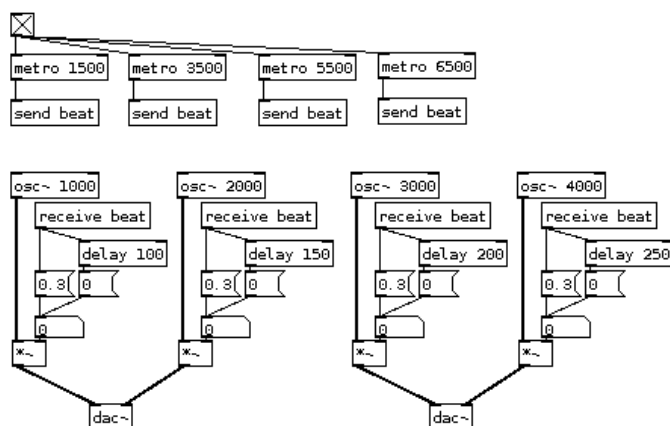 metro 1500 metro 3500 metro 5500 metro 6500
send beat send beat send beat send beat
osc~ 1000 osc~ 2000 osc~ 3000 osc~ 4000
receive beat receive beat receive beat receive beat
delay 100 delay 150 delay 200 delay 250
0.3 0 0.3 0 0.3 0 0.3 0
0 0 0 0
*~ *~ *~ *~
dac~ dac~